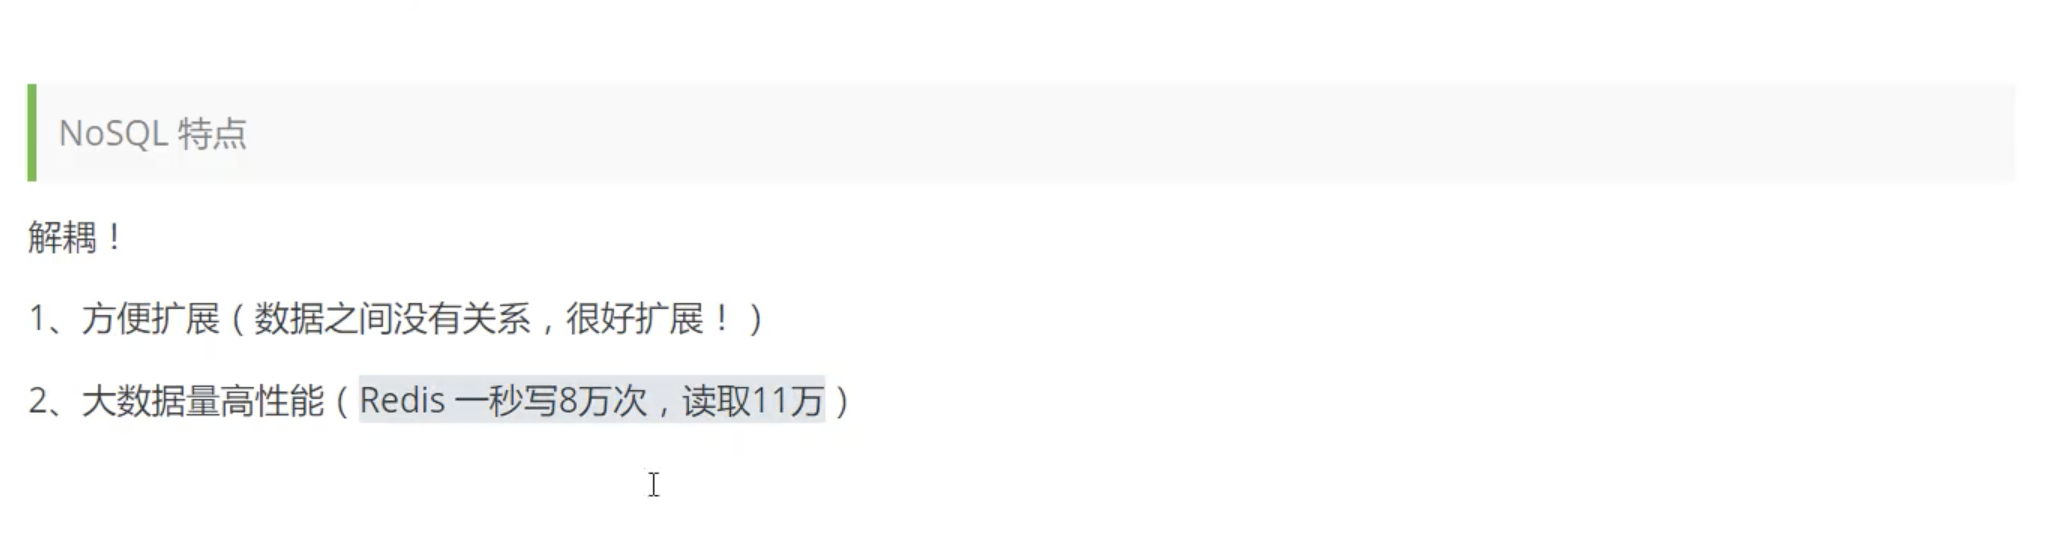 NoSQL 特点
解耦！
1、方便扩展（数据之间没有关系，很好扩展！）
2、大数据量高性能（Redis 一秒写8万次，读取11万）